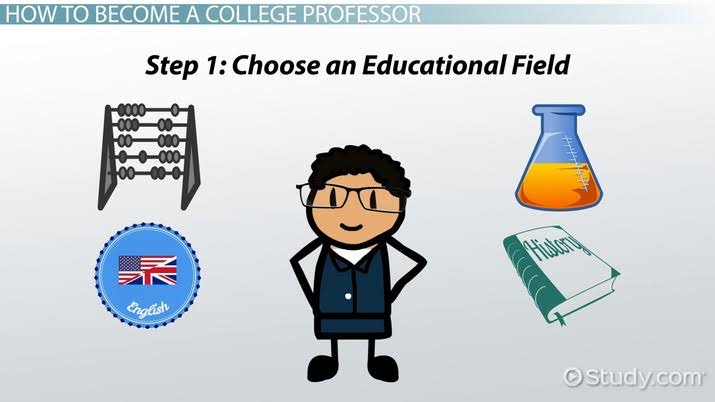 HOW TO BECOME A COLLEGE PROFESSOR
Step 1: Choose an Educational Field
English
History
Study.com